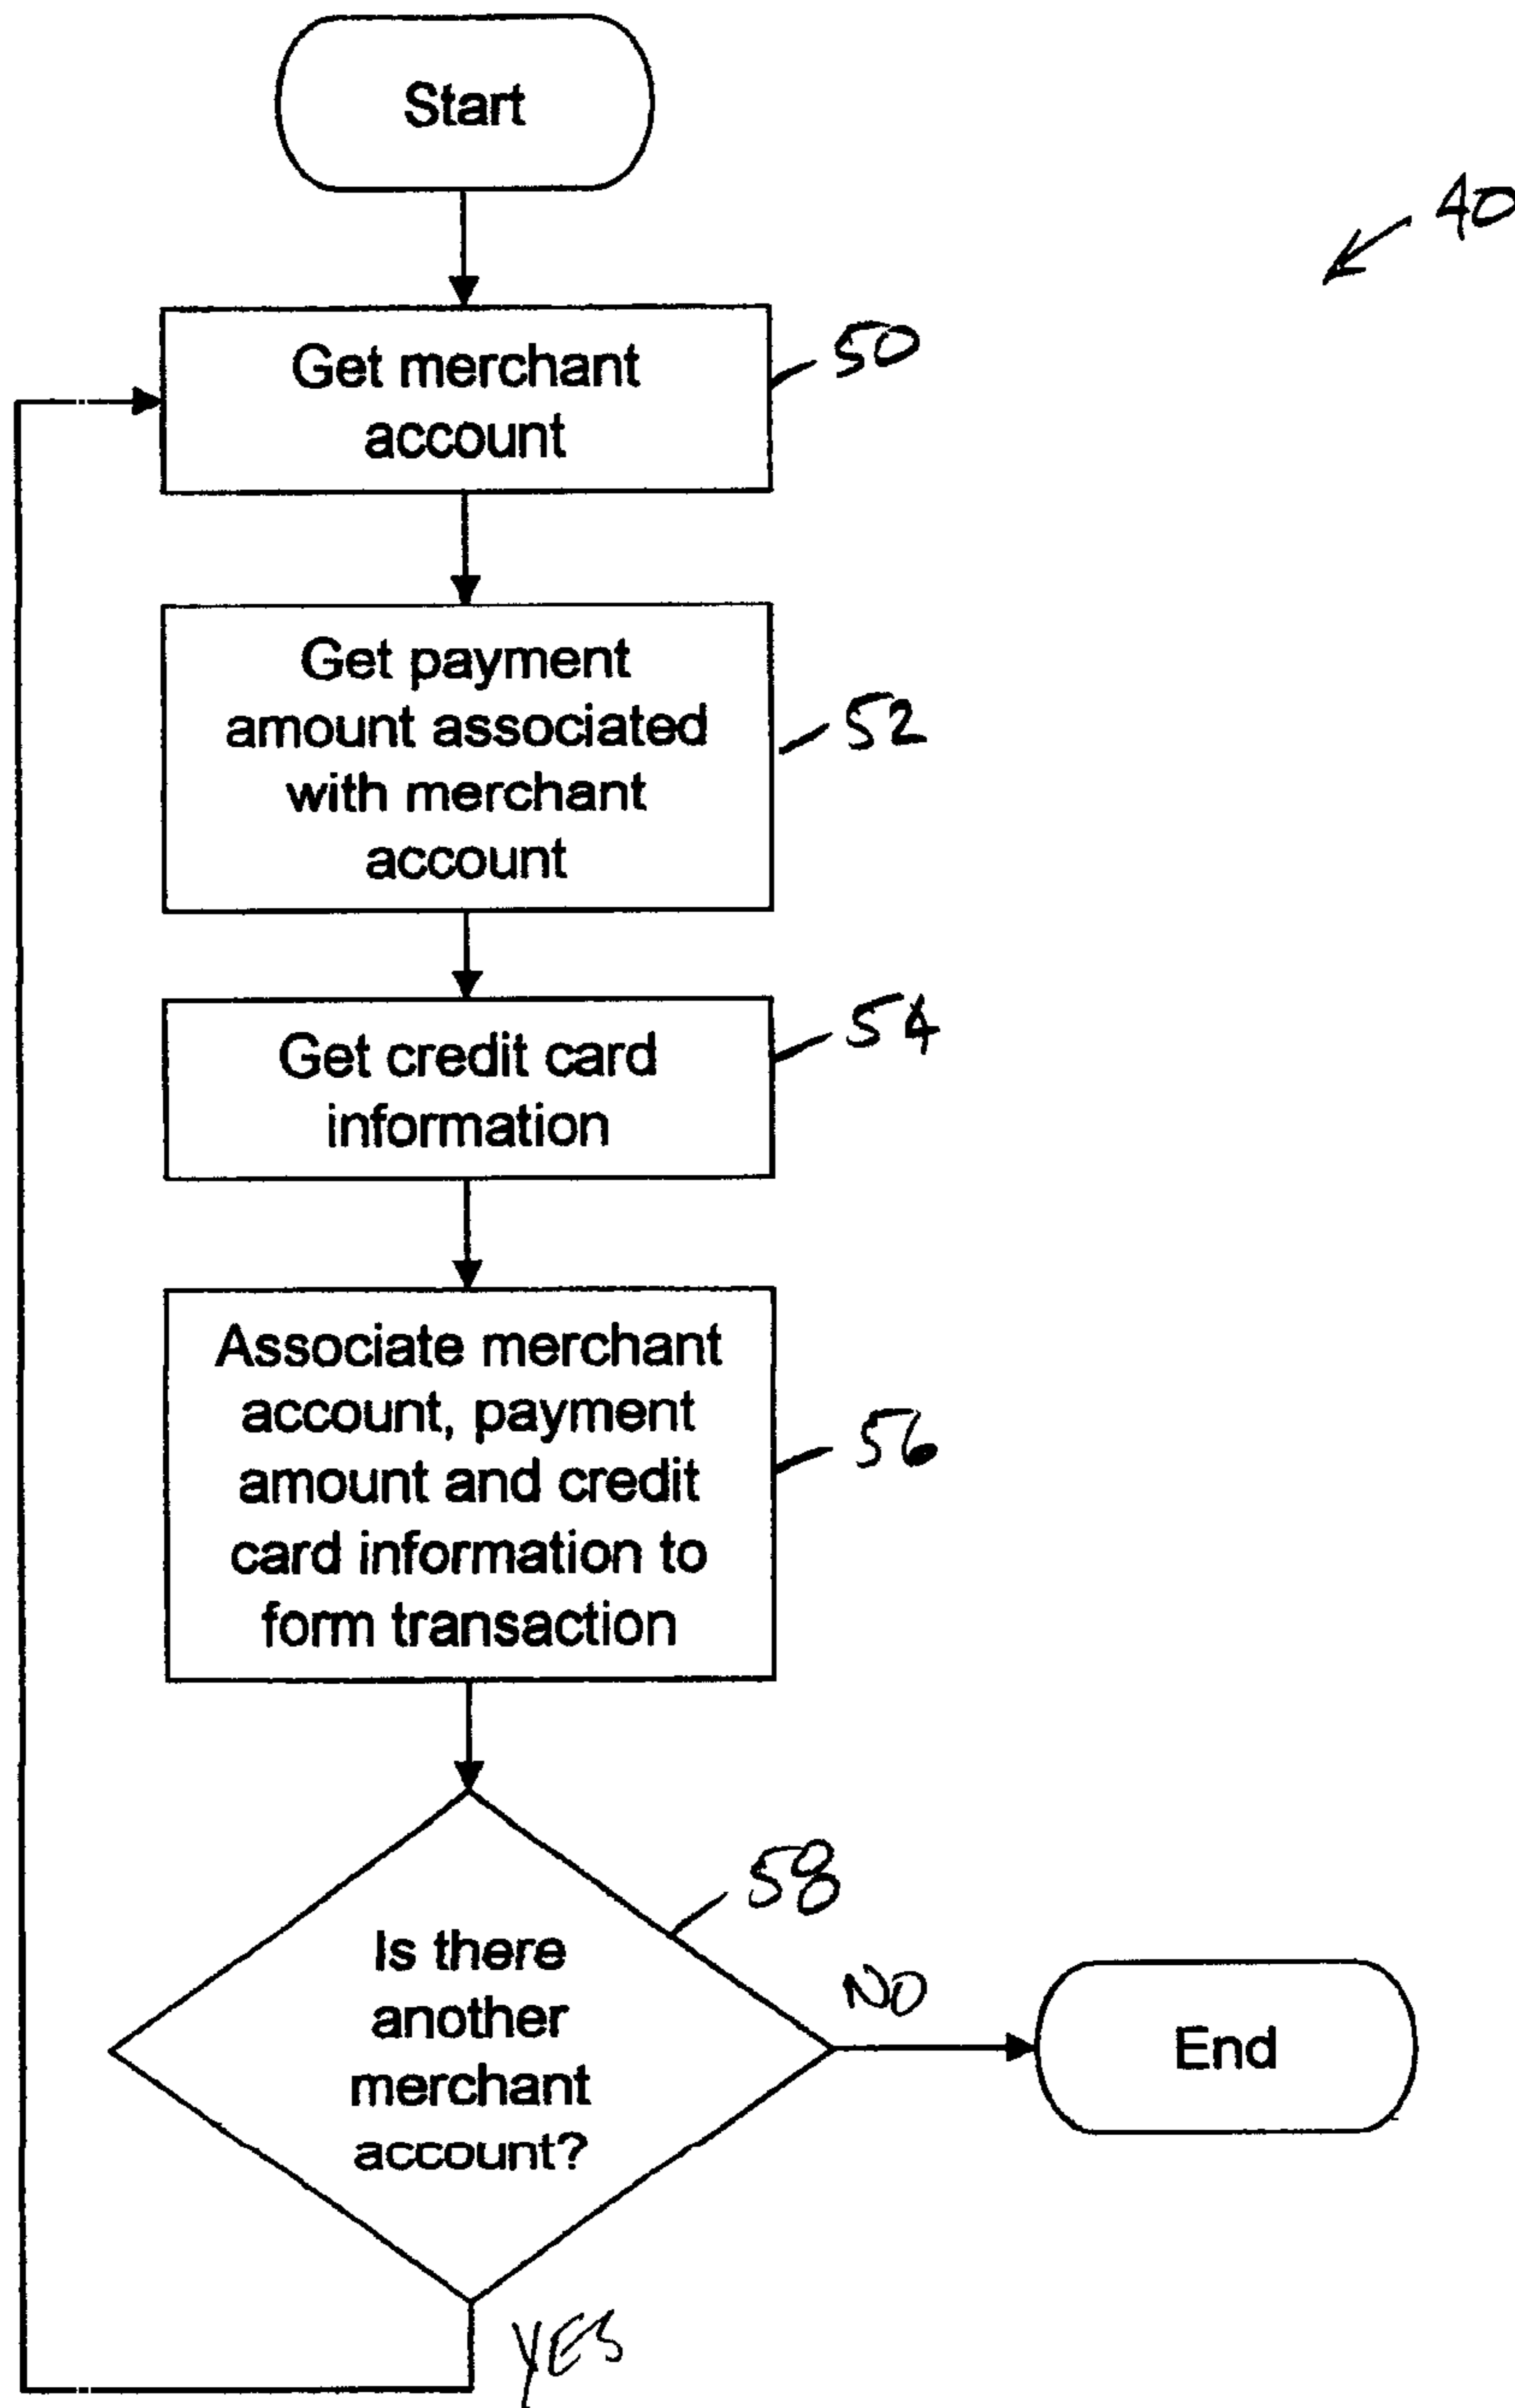 Start
40
Get merchant
account
50
Get payment
amount associated
with merchant
account
52
Get credit card
information
54
Associate merchant
account, payment
amount and credit
card information to
form transaction
56
58
Is there
another
merchant
account?
NO
End
YES